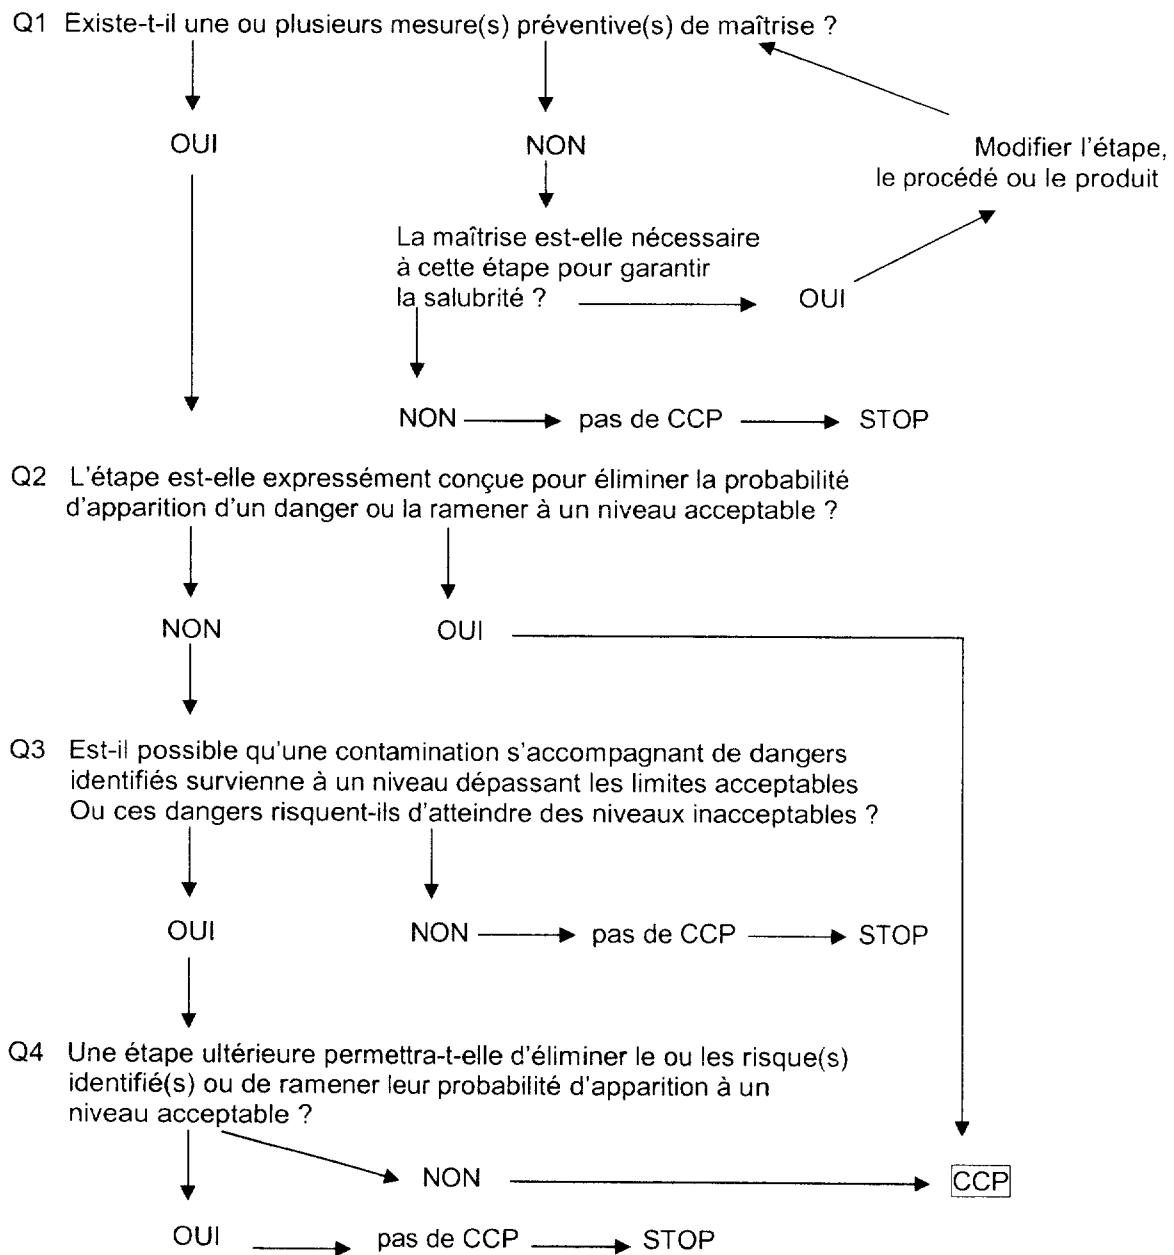 Q1 Existe-t-il une ou plusieurs mesure(s) préventive(s) de maîtrise ?
OUI
NON
Modifier l'étape,
le procédé ou le produit
La maîtrise est-elle nécessaire
à cette étape pour garantir
la salubrité ?
OUI
NON
pas de CCP
STOP
Q2 L'étape est-elle expressément conçue pour éliminer la probabilité
d'apparition d'un danger ou la ramener à un niveau acceptable ?
NON
OUI
Q3 Est-il possible qu'une contamination s'accompagnant de dangers
identifiés survienne à un niveau dépassant les limites acceptables
Ou ces dangers risquent-ils d'atteindre des niveaux inacceptables ?
OUI
NON
pas de CCP
STOP
Q4 Une étape ultérieure permettra-t-elle d'éliminer le ou les risque(s)
identifié(s) ou de ramener leur probabilité d'apparition à un
niveau acceptable ?
NON
CCP
OUI
pas de CCP
STOP